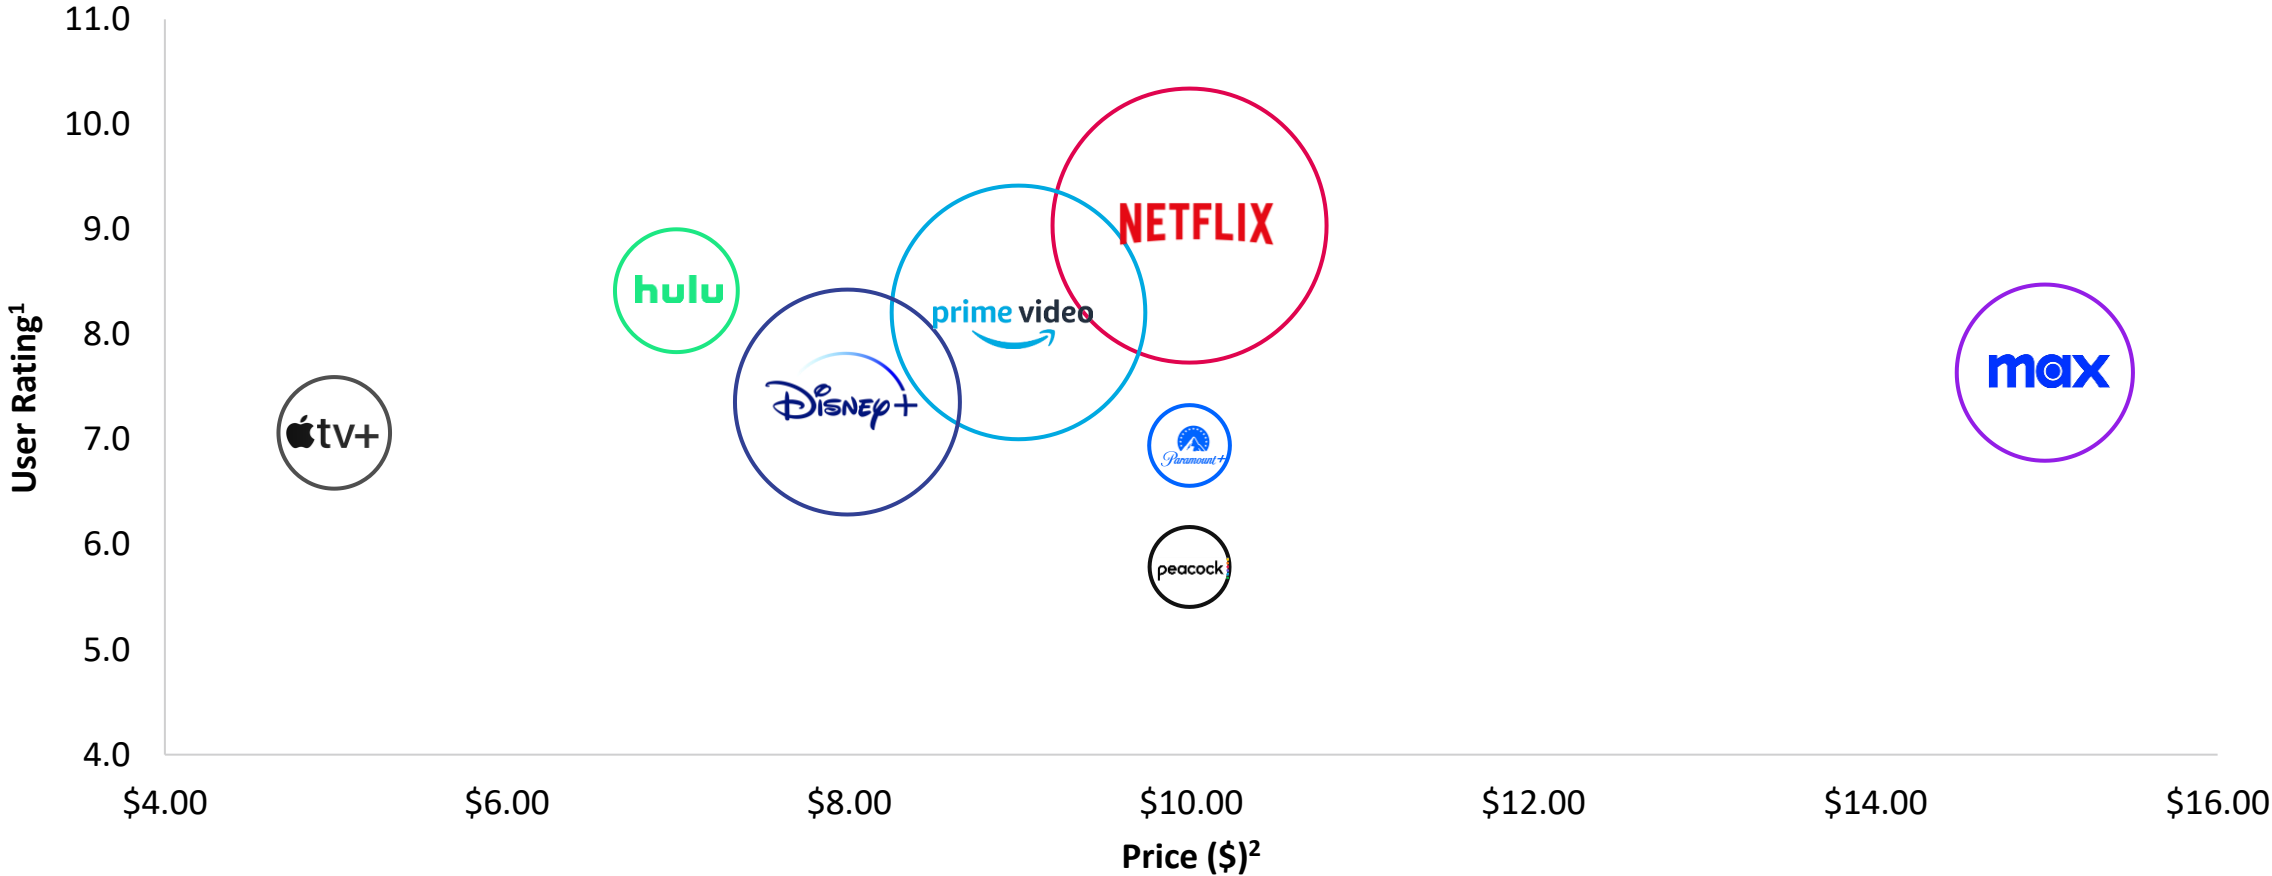 11.0
10.0
9.0
8.0
7.0
6.0
5.0
4.0
User Rating¹
NETFLIX
hulu
prime video
max
Disney+
tv+
Paramount+
peacock
$4.00 $6.00 $8.00 $10.00 $12.00 $14.00 $16.00
Price ($)²